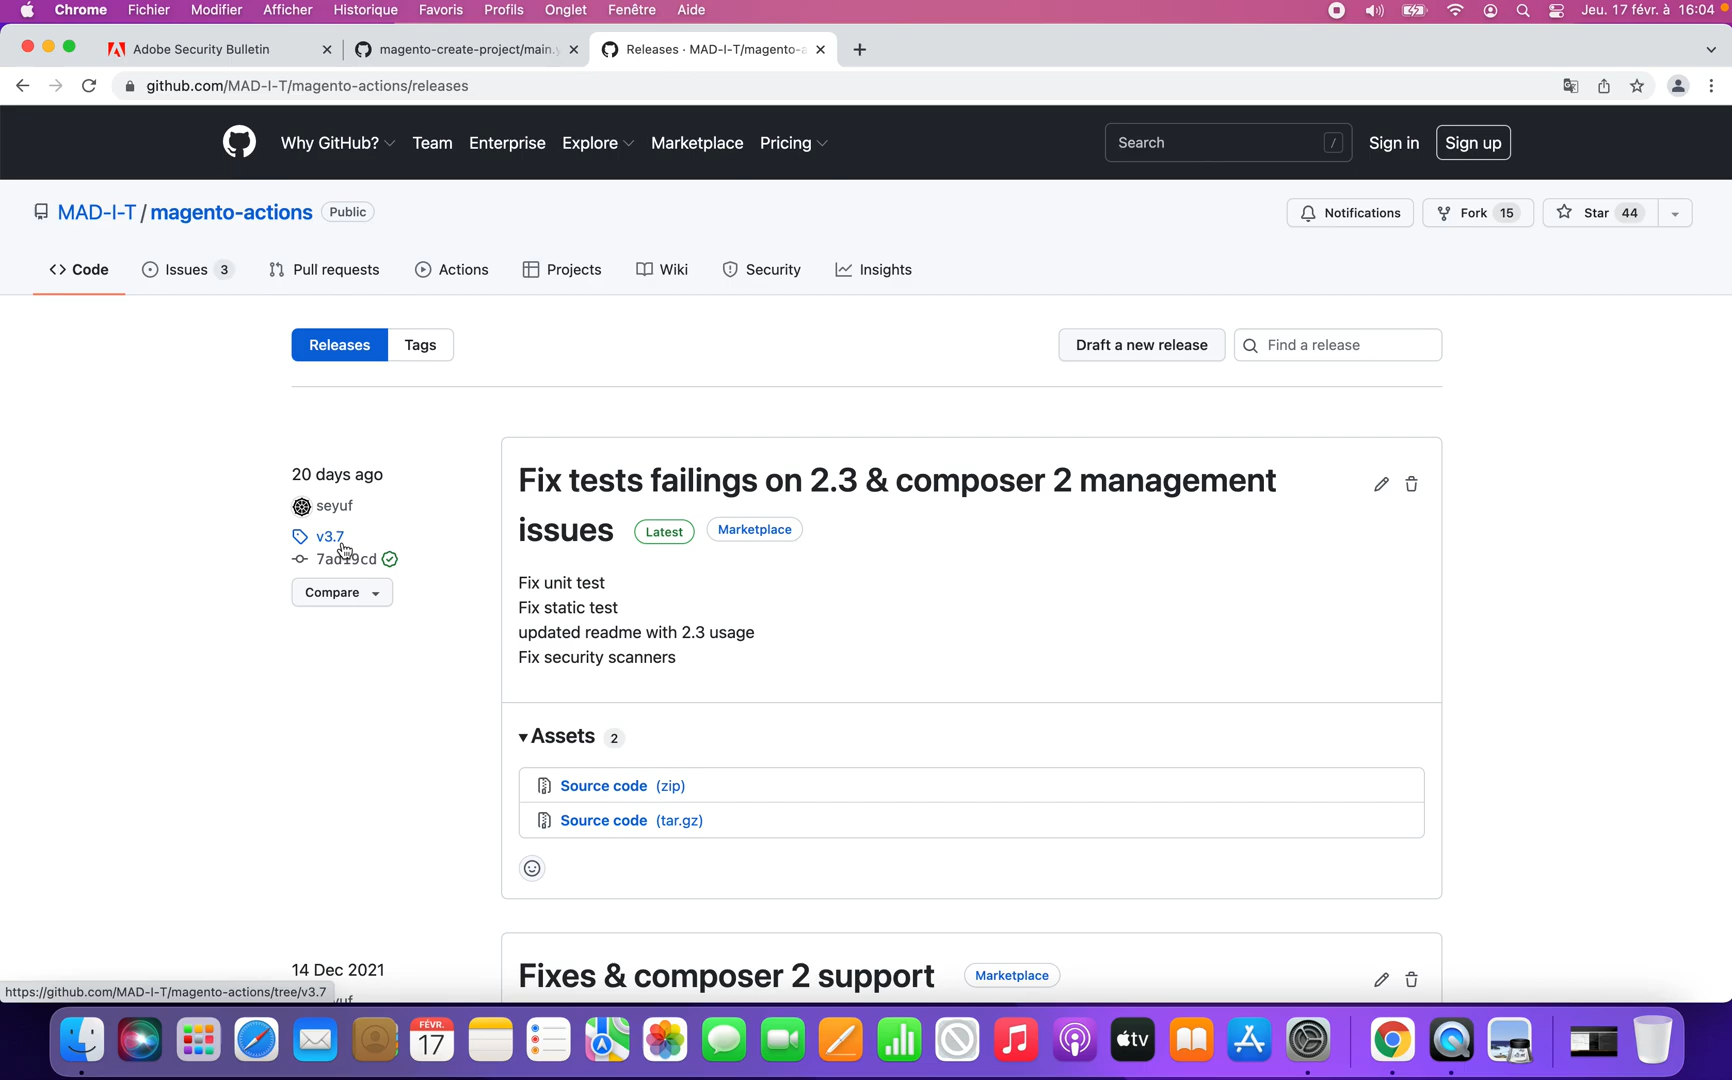 Chrome Fichier Modifier Afficher Historique Favoris Profils Onglet Fenêtre Aide Jeu. 17 févr. à 16:04
Adobe Security Bulletin magento-create-project/main.y Releases · MAD-I-T/magento-a
github.com/MAD-I-T/magento-actions/releases
Why GitHub? Team Enterprise Explore Marketplace Pricing Search / Sign in Sign up
MAD-I-T / magento-actions Public Notifications Fork 15 Star 44
<> Code Issues 3 Pull requests Actions Projects Wiki Security Insights
Releases Tags Draft a new release Find a release
20 days ago
seyuf
v3.7
Compare
Fix tests failings on 2.3 & composer 2 management
issues Latest Marketplace
Fix unit test
Fix static test
updated readme with 2.3 usage
Fix security scanners
Assets 2
Source code (zip)
Source code (tar.gz)
14 Dec 2021
Fixes & composer 2 support Marketplace
https://github.com/MAD-I-T/magento-actions/tree/v3.7
FÉVR.
17
tv